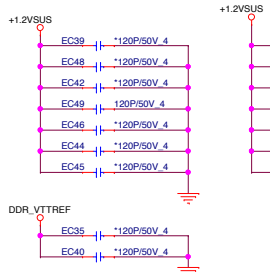 +1.2VSUS
+1.2VSUS
EC39 *120P/50V_4
EC48 *120P/50V_4
EC42 *120P/50V_4
EC49 120P/50V_4
EC46 *120P/50V_4
EC44 *120P/50V_4
EC45 *120P/50V_4
DDR_VTTREF
EC35 *120P/50V_4
EC40 *120P/50V_4